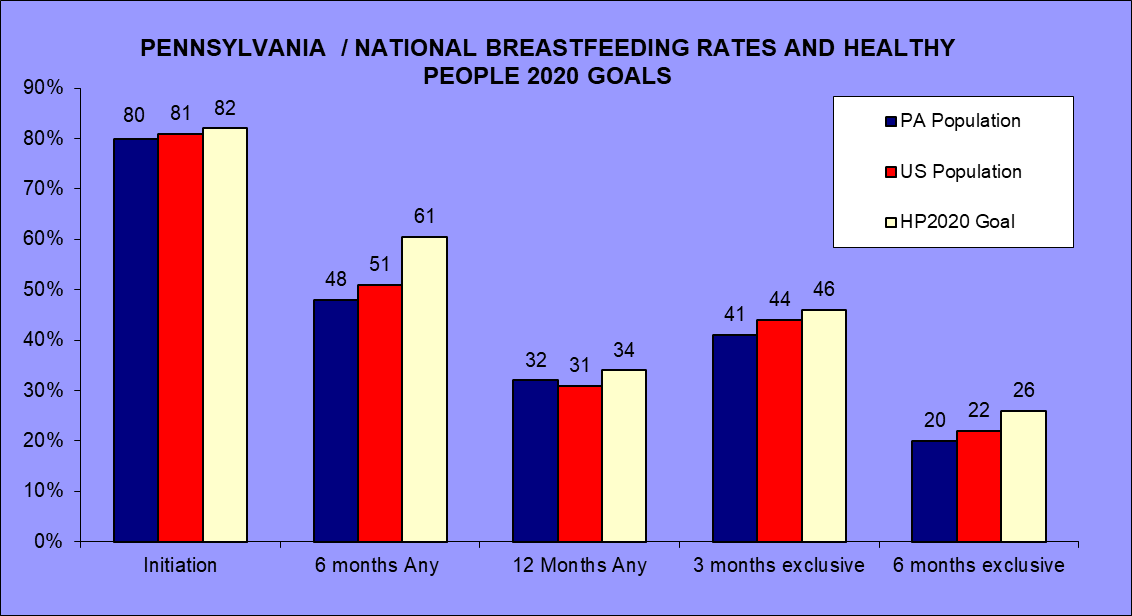 PENNSYLVANIA / NATIONAL BREASTFEEDING RATES AND HEALTHY
PEOPLE 2020 GOALS
90%
80%
70%
60%
50%
40%
30%
20%
10%
0%
80 81 82
48 51 61
32 31 34
41 44 46
20 22 26
PA Population
US Population
HP2020 Goal
Initiation 6 months Any 12 Months Any 3 months exclusive 6 months exclusive